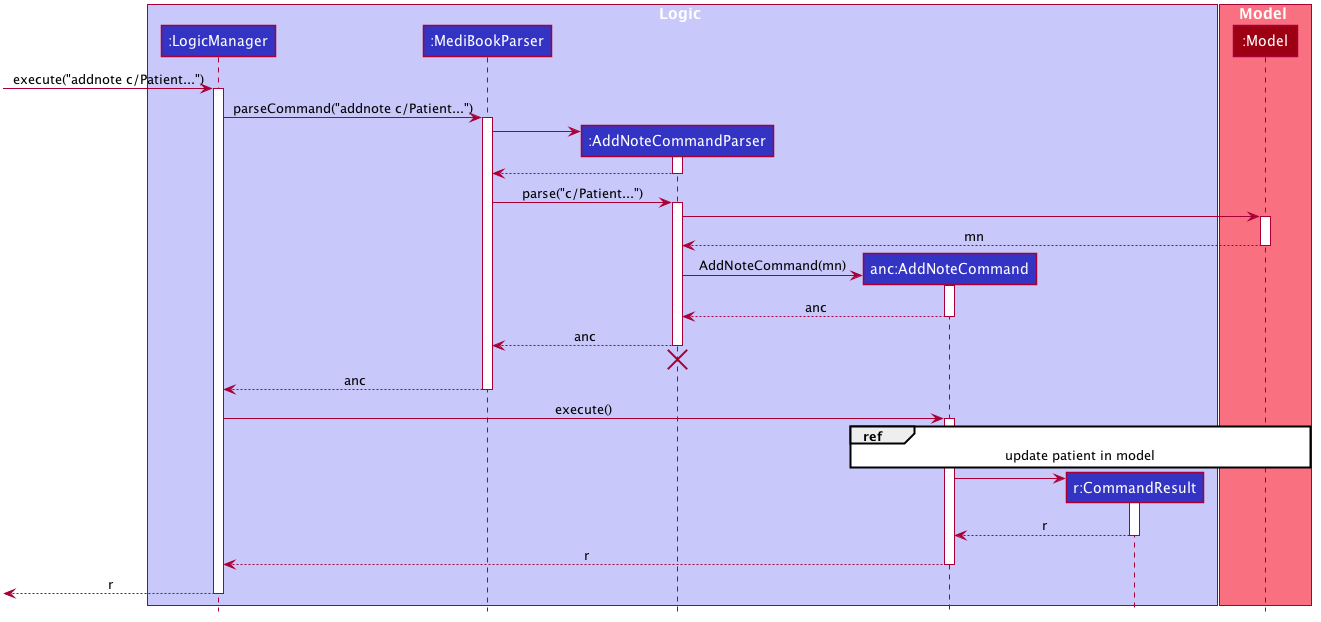 Logic
Model
:LogicManager
:MediBookParser
:Model
execute("addnote c/Patient...")
parseCommand("addnote c/Patient...")
:AddNoteCommandParser
parse("c/Patient...")
mn
AddNoteCommand(mn)
anc:AddNoteCommand
anc
anc
anc
execute()
ref
update patient in model
r:CommandResult
r
r
r